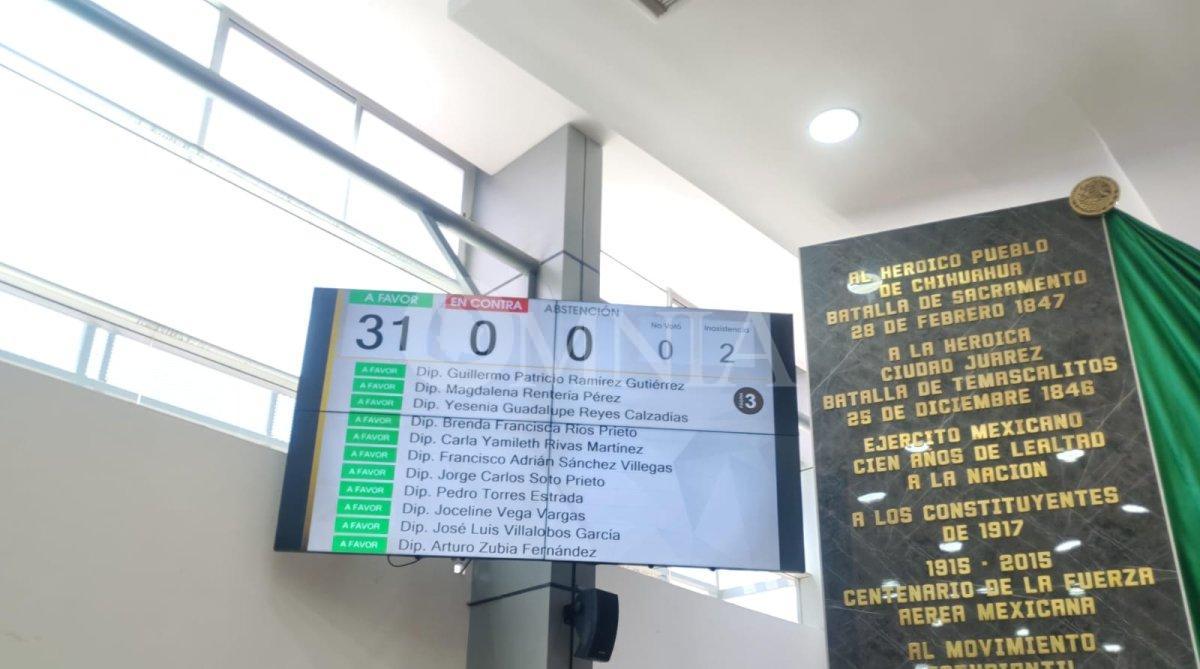 A FAVOR EN CONTRA ABSTENCIÓN No Votó Inasistencia
31 0 0 0 2
A FAVOR Dip. Guillermo Patricio Ramírez Gutiérrez
A FAVOR Dip. Magdalena Rentería Pérez
A FAVOR Dip. Yesenia Guadalupe Reyes Calzadías
A FAVOR Dip. Brenda Francisca Ríos Prieto
A FAVOR Dip. Carla Yamileth Rivas Martínez
A FAVOR Dip. Francisco Adrián Sánchez Villegas
A FAVOR Dip. Jorge Carlos Soto Prieto
A FAVOR Dip. Pedro Torres Estrada
A FAVOR Dip. Joceline Vega Vargas
A FAVOR Dip. José Luis Villalobos García
A FAVOR Dip. Arturo Zubia Fernández
3
OMNIA
AL HEROICO PUEBLO
DE CHIHUAHUA
BATALLA DE SACRAMENTO
28 DE FEBRERO 1847
A LA HEROICA
CIUDAD JUAREZ
BATALLA DE TEMASCALITOS
25 DE DICIEMBRE 1846
EJERCITO MEXICANO
CIEN AÑOS DE LEALTAD
A LA NACION
A LOS CONSTITUYENTES
DE 1917
1915 - 2015
CENTENARIO DE LA FUERZA
AEREA MEXICANA
AL MOVIMIENTO
ESTUDIANTIL